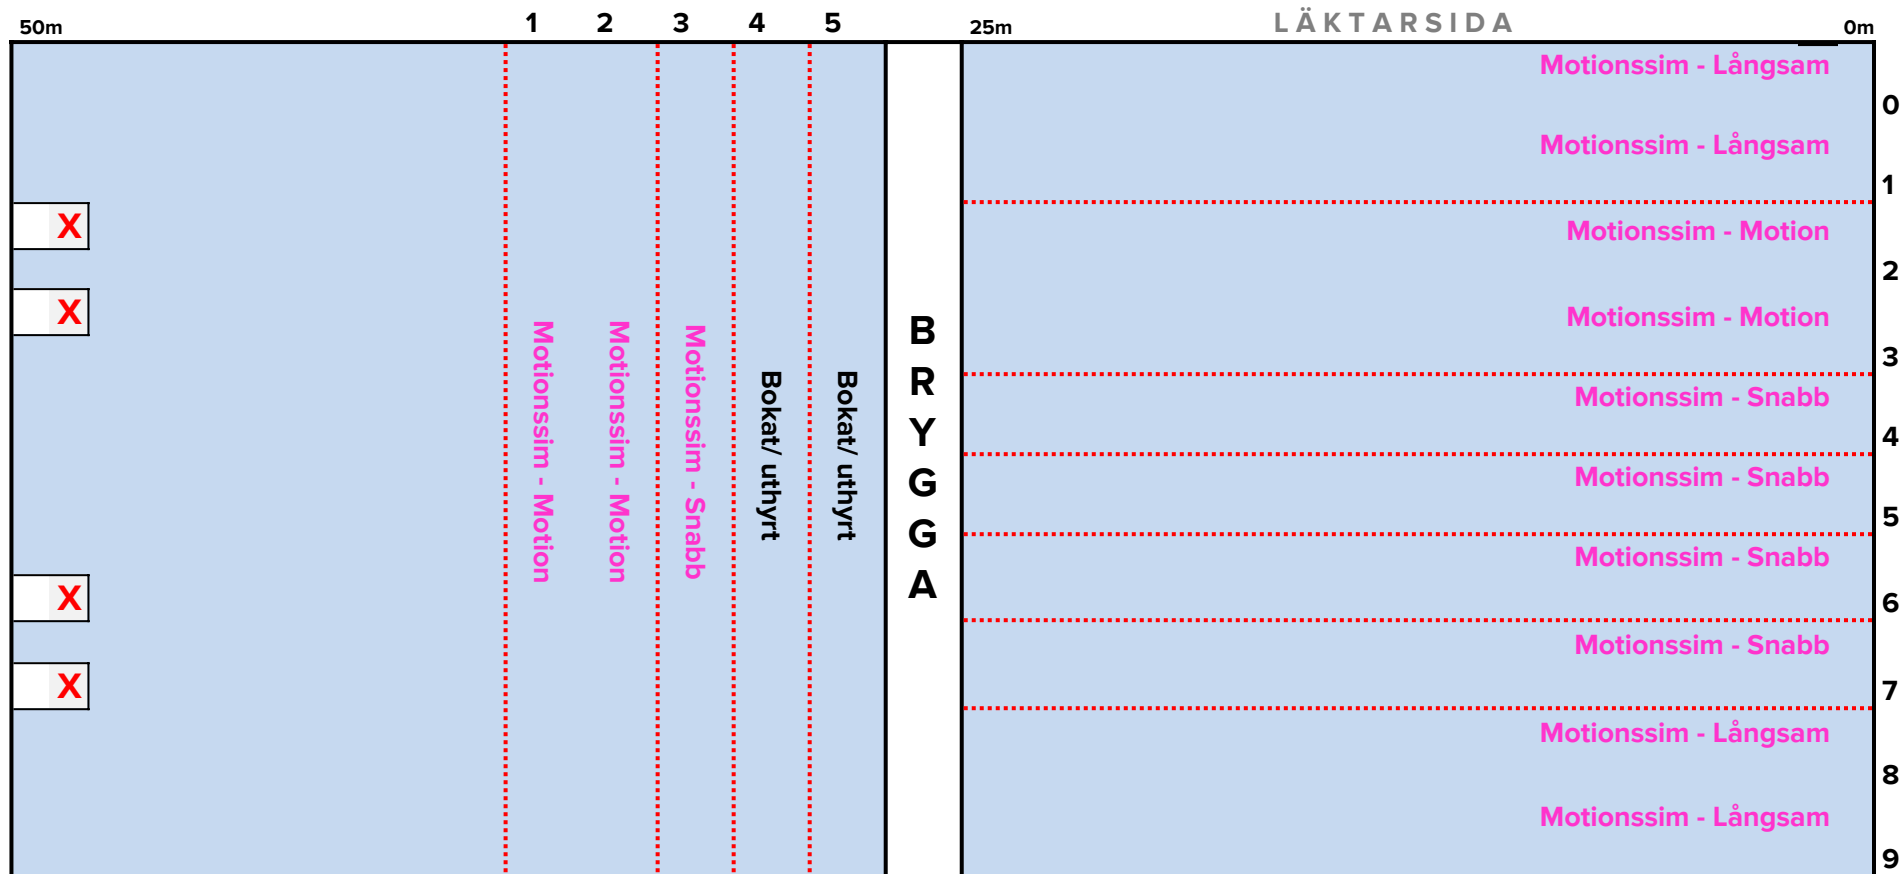 50m
1 2 3 4 5
25m
LÄKTARSIDA
0m
X
X
X
X
Motionssim - Motion
Motionssim - Motion
Motionssim - Snabb
Bokat/ uthyrt
Bokat/ uthyrt
BRYGGA
Motionssim - Långsam
0
Motionssim - Långsam
1
Motionssim - Motion
2
Motionssim - Motion
3
Motionssim - Snabb
4
Motionssim - Snabb
5
Motionssim - Snabb
6
Motionssim - Snabb
7
Motionssim - Långsam
8
Motionssim - Långsam
9